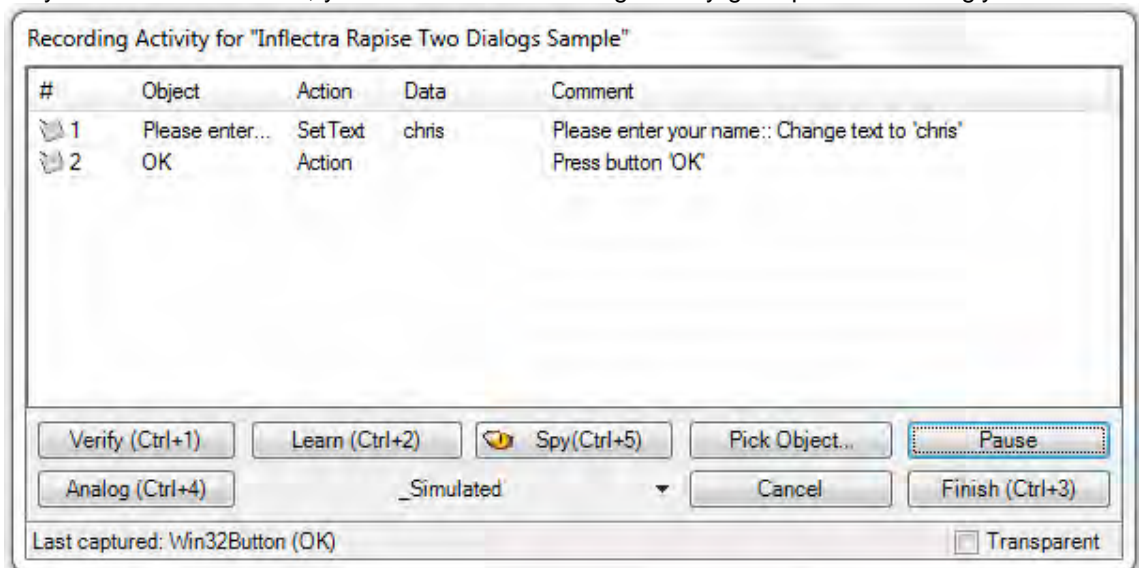 Recording Activity for "Inflectra Rapise Two Dialogs Sample"
# Object Action Data Comment
1 Please enter... SetText chris Please enter your name:: Change text to 'chris'
2 OK Action Press button 'OK'
Verify (Ctrl+1) Learn (Ctrl+2) Spy(Ctrl+5) Pick Object... Pause
Analog (Ctrl+4) _Simulated Cancel Finish (Ctrl+3)
Last captured: Win32Button (OK) Transparent